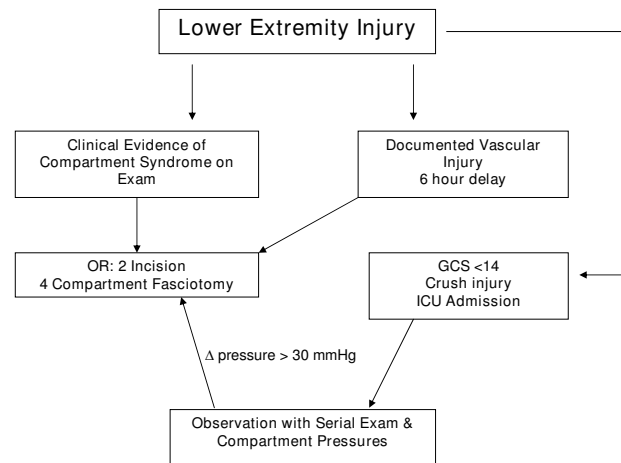 Lower Extremity Injury
Clinical Evidence of
Compartment Syndrome on
Exam
Documented Vascular
Injury
6 hour delay
OR: 2 Incision
4 Compartment Fasciotomy
GCS <14
Crush injury
ICU Admission
Δ pressure > 30 mmHg
Observation with Serial Exam &
Compartment Pressures